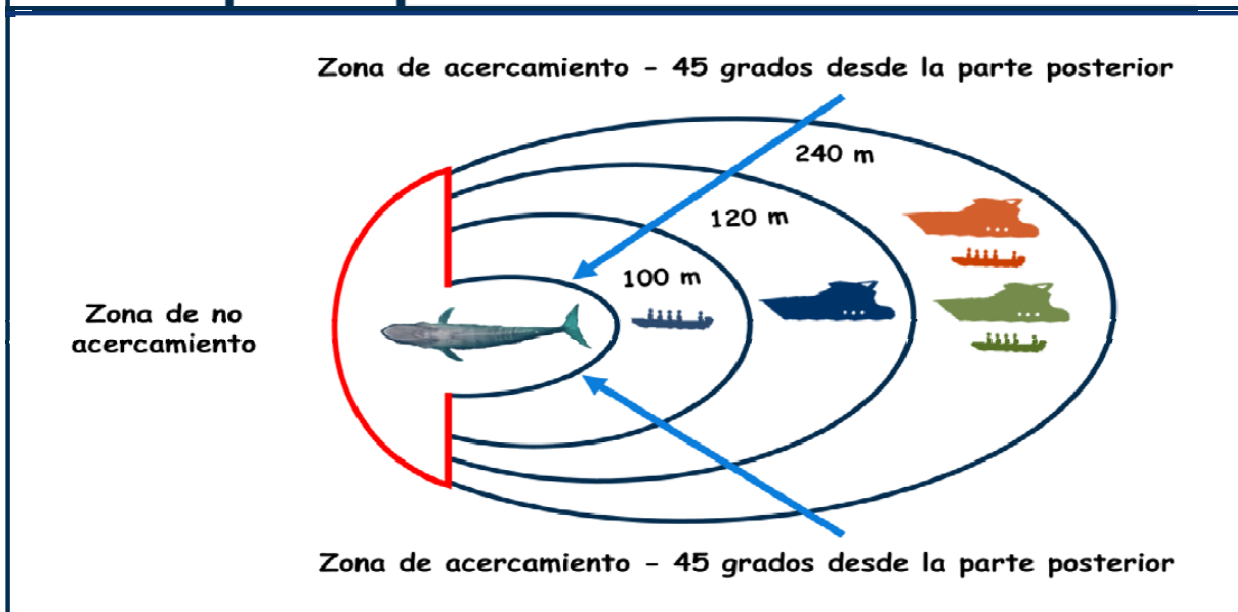 Zona de acercamiento - 45 grados desde la parte posterior
240 m
120 m
100 m
Zona de no
acercamiento
Zona de acercamiento - 45 grados desde la parte posterior